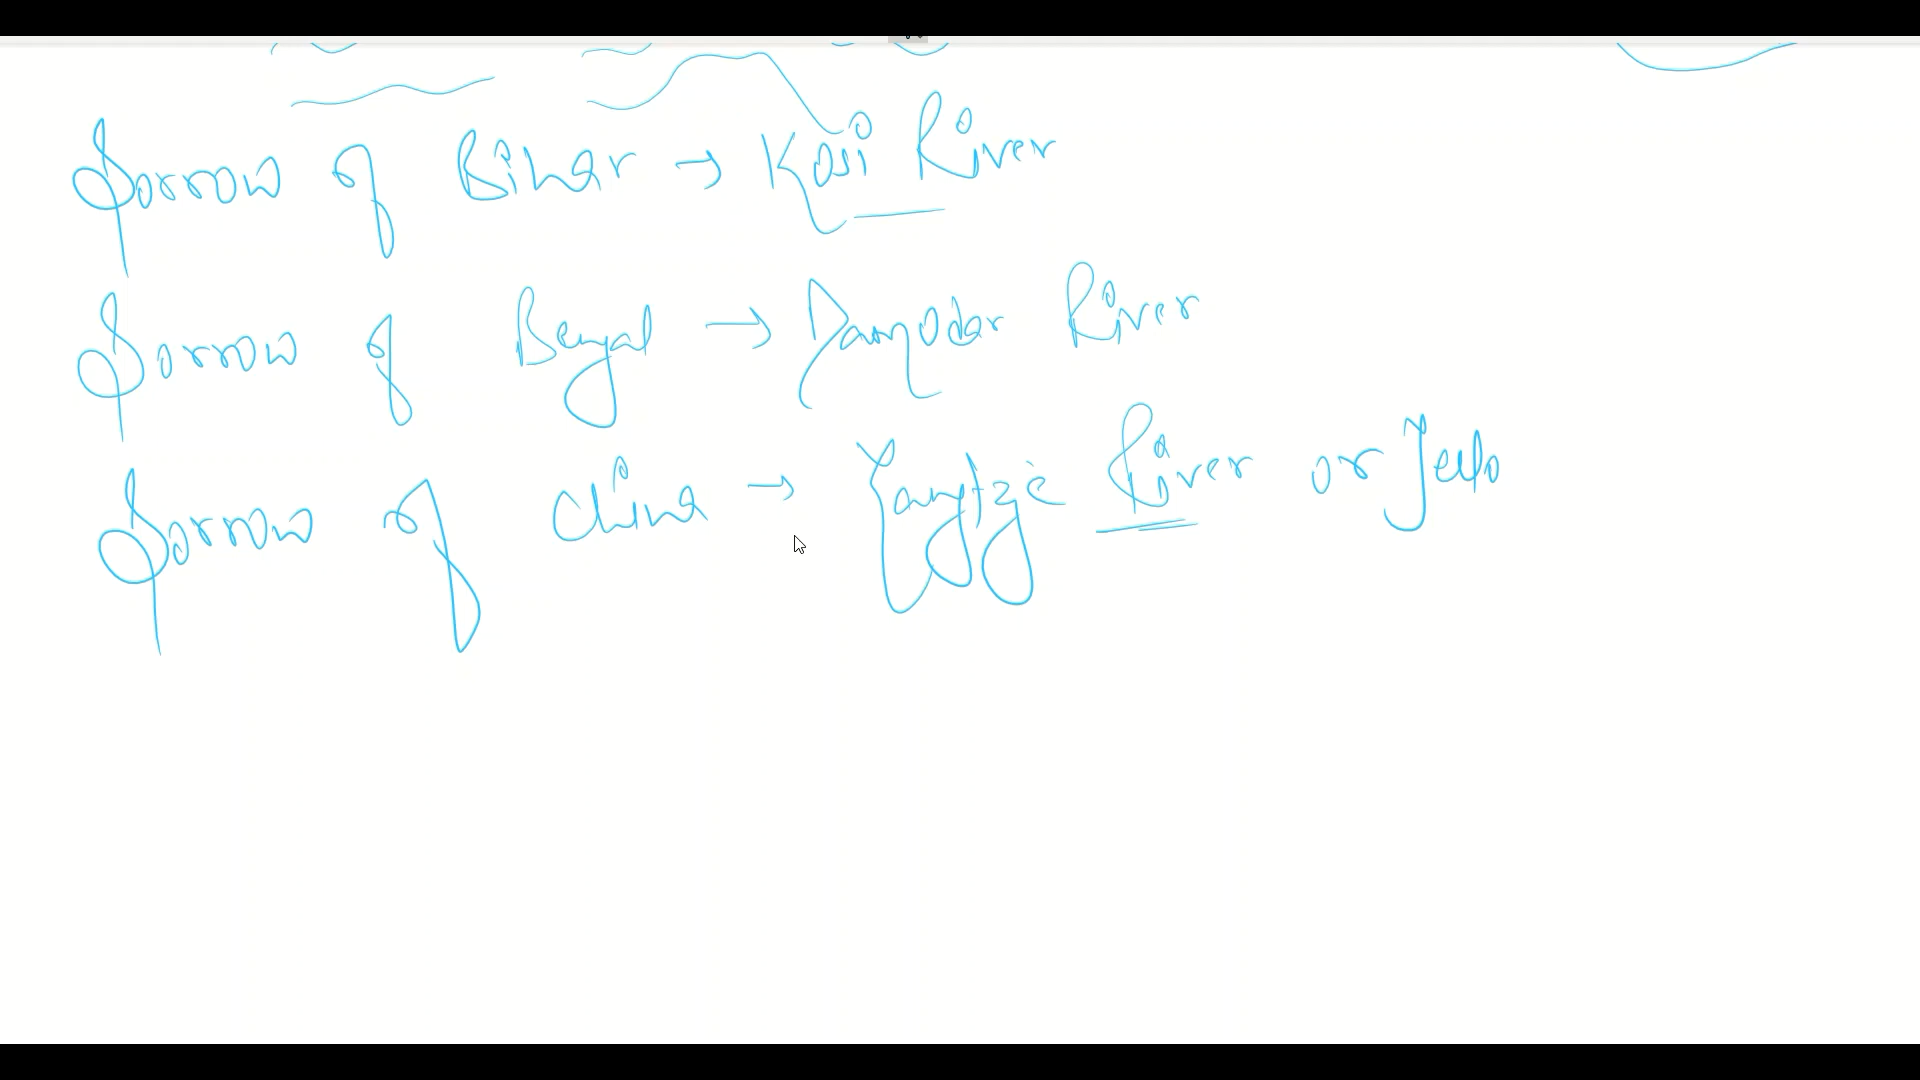 Sorrow of Bihar → Kosi River
Sorrow of Bengal → Damodar River
Sorrow of China → Yangtze River or Yello